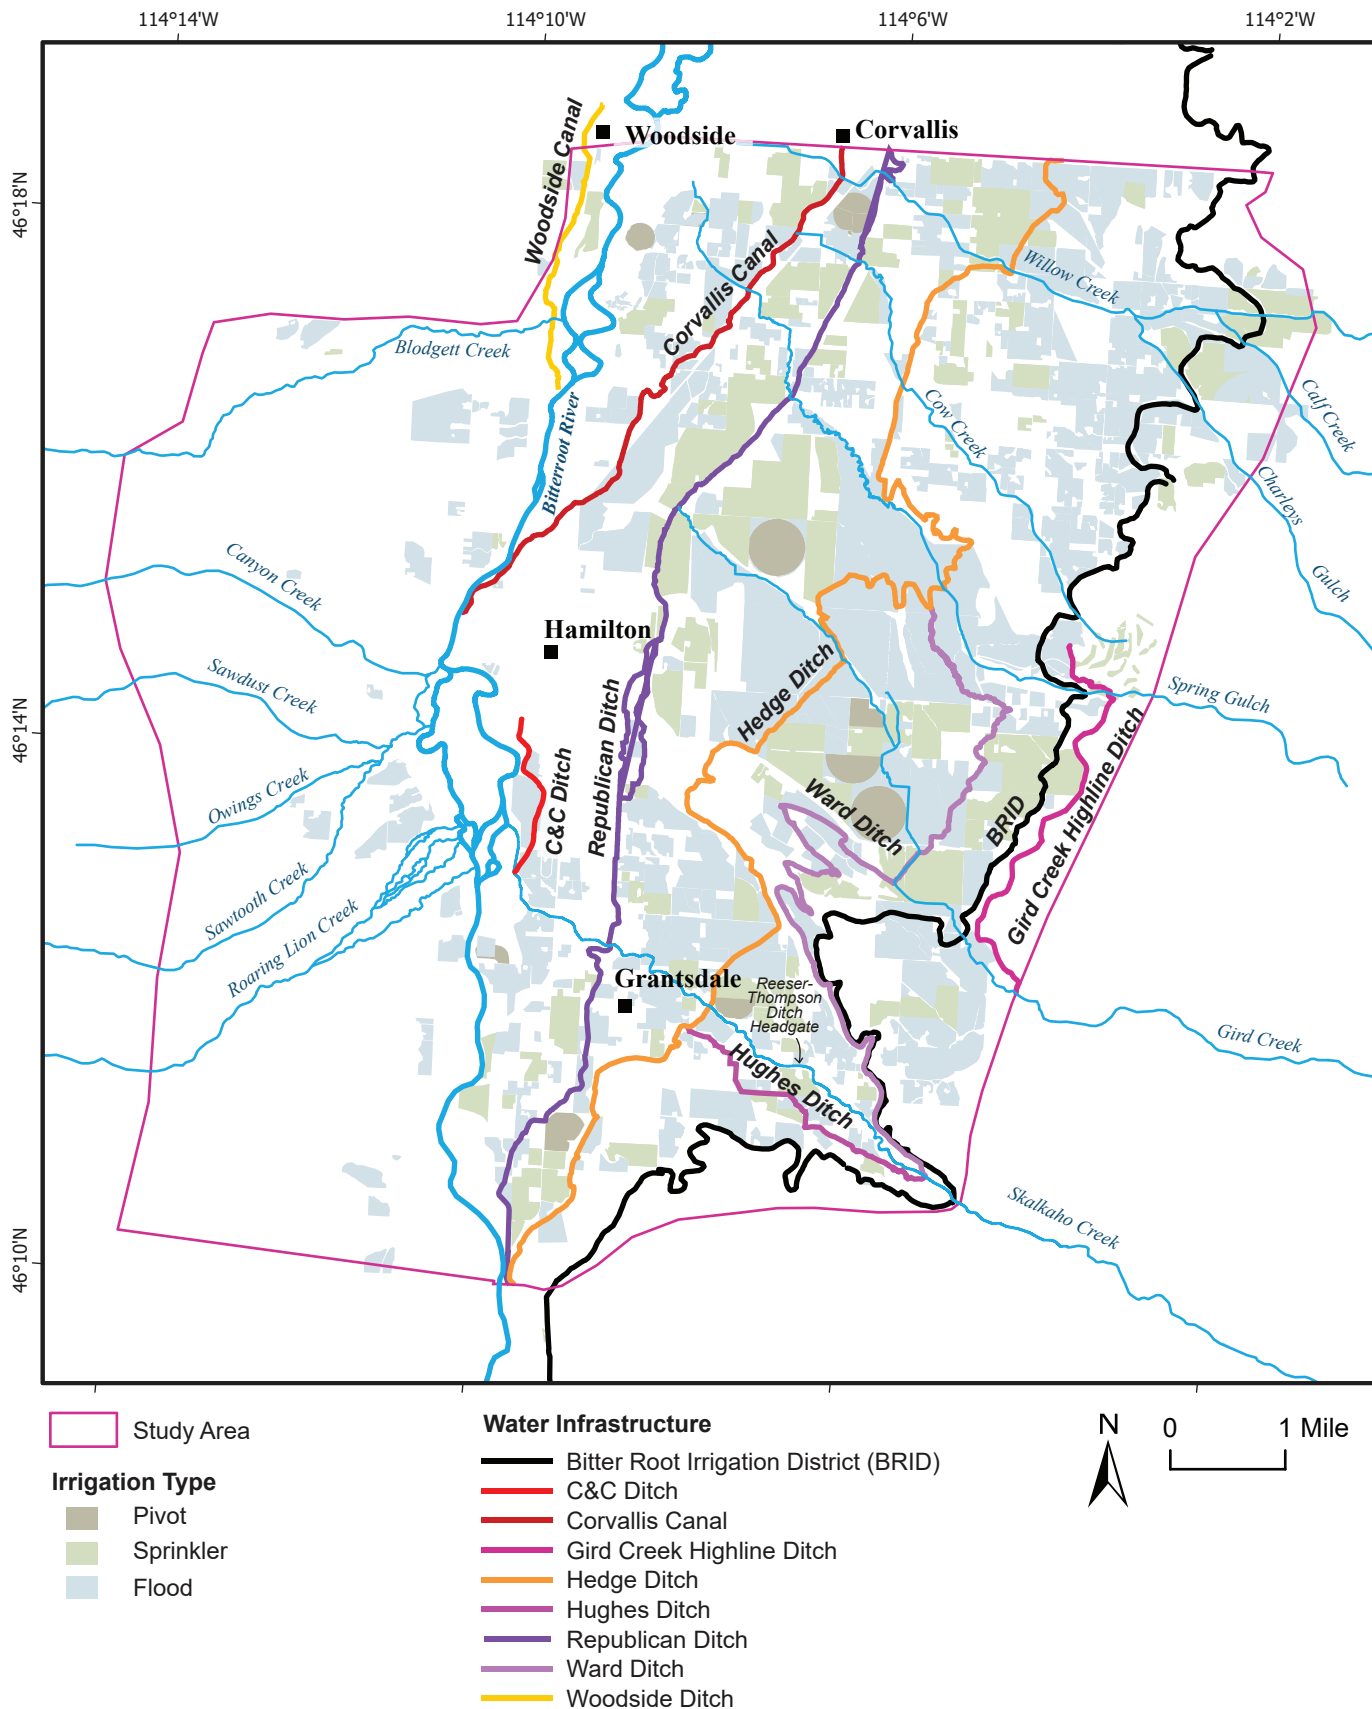 114°14'W
114°10'W
114°6'W
114°2'W
46°18'N
46°14'N
46°10'N
Woodside Canal
Woodside
Corvallis
Corvallis Canal
Willow Creek
Blodgett Creek
Bitterroot River
Cow Creek
Calf Creek
Charleys
Gulch
Canyon Creek
Hamilton
Sawdust Creek
Republican Ditch
Hedge Ditch
Spring Gulch
Owings Creek
C&C Ditch
Ward Ditch
BRID
Gird Creek Highline Ditch
Sawtooth Creek
Roaring Lion Creek
Grantsdale
Reeser-
Thompson
Ditch
Headgate
Hughes Ditch
Gird Creek
Skalkaho Creek
Study Area
Irrigation Type
Pivot
Sprinkler
Flood
Water Infrastructure
Bitter Root Irrigation District (BRID)
C&C Ditch
Corvallis Canal
Gird Creek Highline Ditch
Hedge Ditch
Hughes Ditch
Republican Ditch
Ward Ditch
Woodside Ditch
N
0 1 Mile